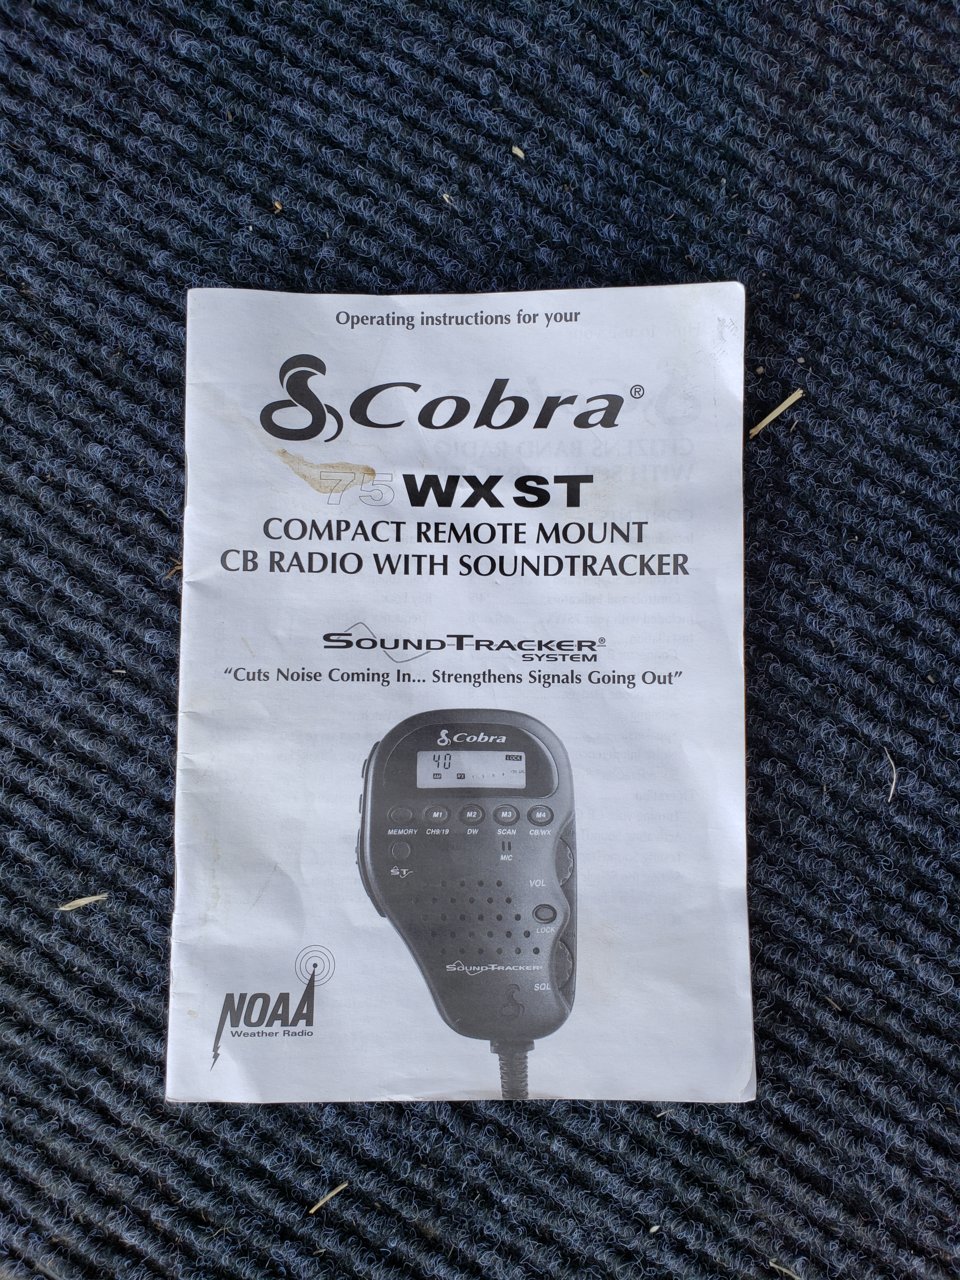 Operating instructions for your
Cobra®
75 WX ST
COMPACT REMOTE MOUNT
CB RADIO WITH SOUNDTRACKER
SOUNDTRACKER®
SYSTEM
“Cuts Noise Coming In... Strengthens Signals Going Out”
Cobra
40 LOCK
M1 M2 M3 M4
MEMORY CH9/19 DW SCAN CB/WX
MIC
ST
VOL
LOCK
SOUNDTRACKER
SQL
NOAA
Weather Radio